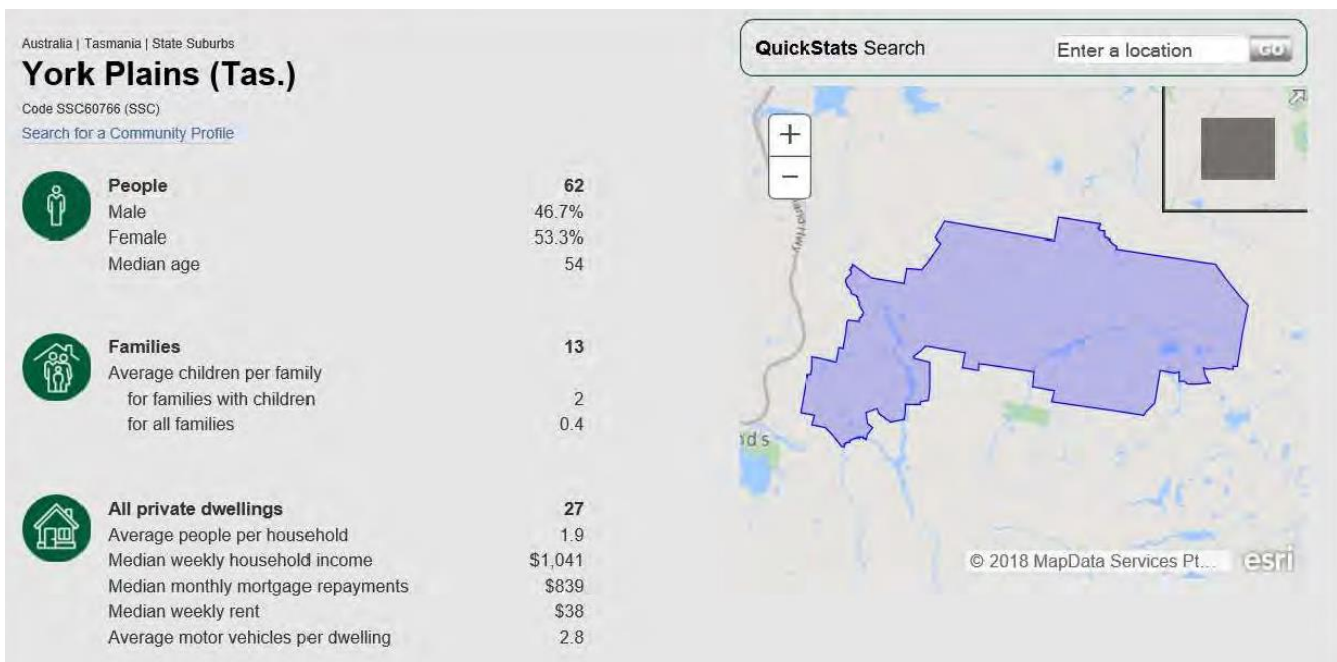 Australia | Tasmania | State Suburbs
York Plains (Tas.)
Code SSC60766 (SSC)
Search for a Community Profile
People 62
Male 46.7%
Female 53.3%
Median age 54
Families 13
Average children per family
for families with children 2
for all families 0.4
All private dwellings 27
Average people per household 1.9
Median weekly household income $1,041
Median monthly mortgage repayments $839
Median weekly rent $38
Average motor vehicles per dwelling 2.8
QuickStats Search Enter a location GO
+
−
and Hwy
ds
© 2018 MapData Services Pt...
esri